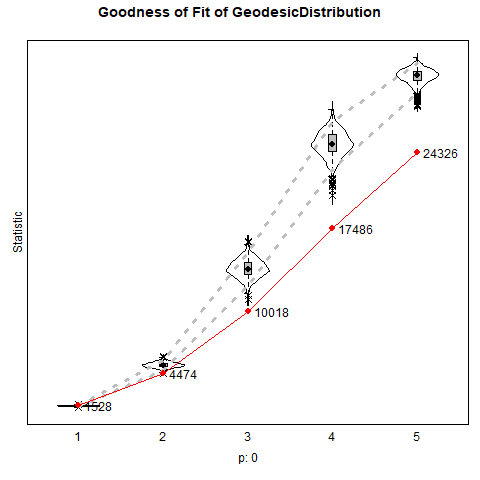 Goodness of Fit of GeodesicDistribution
Statistic
24326
17486
10018
4474
1528
1 2 3 4 5
p: 0